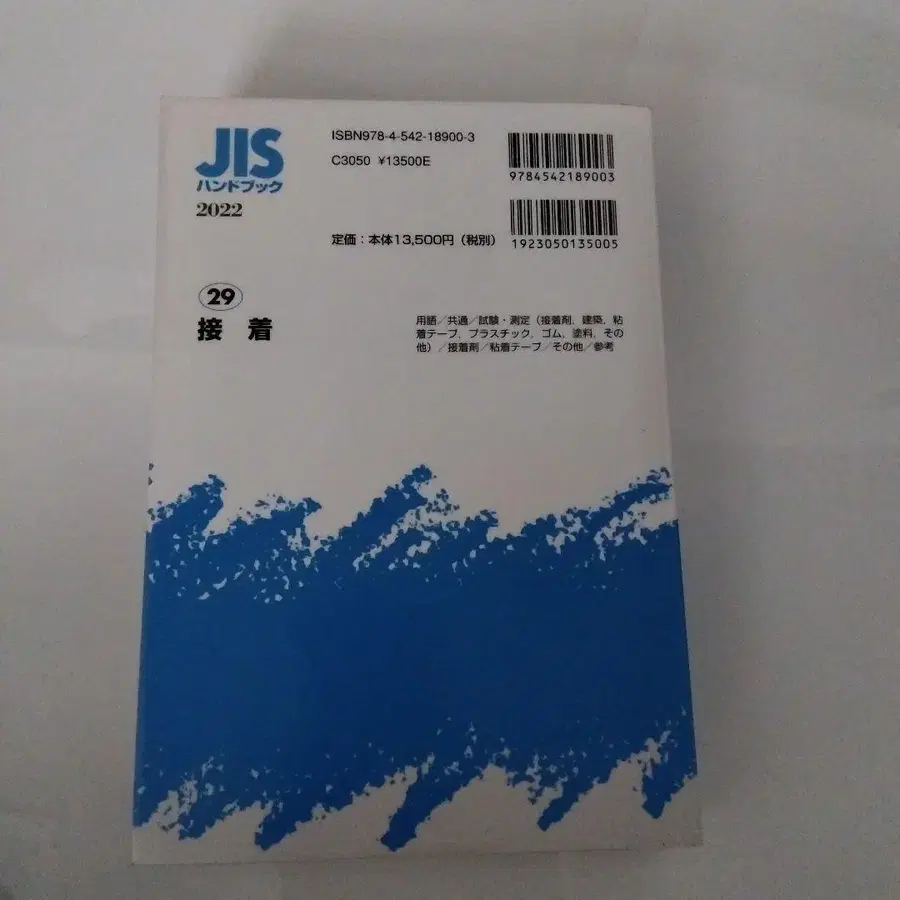 JIS
ハンドブック
2022
ISBN978-4-542-18900-3
C3050 ¥13500E
9784542189003
定価：本体13,500円（税別）
1923050135005
29
接着
用語／共通／試験・測定（接着剤，建築，粘
着テープ，プラスチック，ゴム，塗料，その
他）／接着剤／粘着テープ／その他／参考